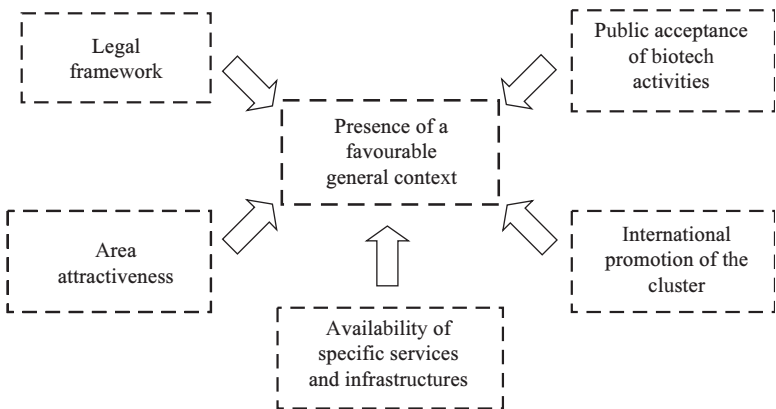 Legal
framework
Public acceptance
of biotech
activities
Presence of a
favourable
general context
Area
attractiveness
International
promotion of the
cluster
Availability of
specific services
and infrastructures